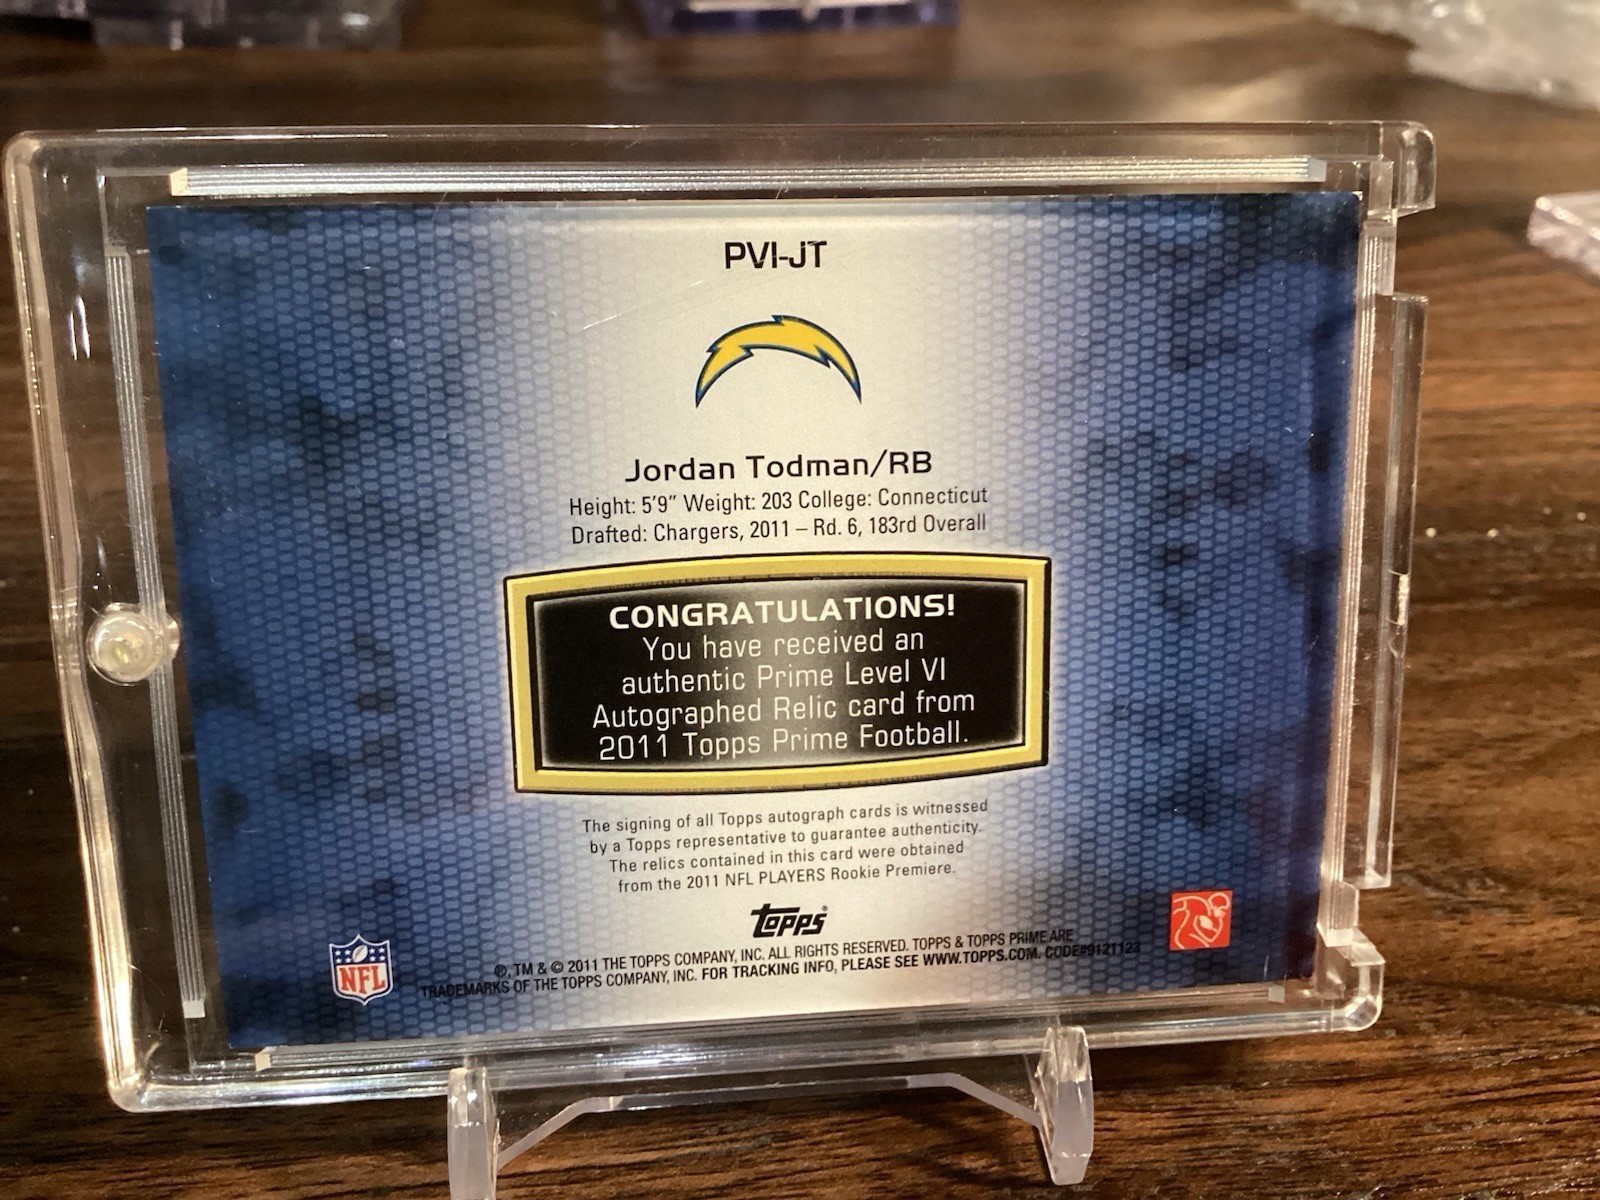 PVI-JT
Jordan Todman/RB
Height: 5'9" Weight: 203 College: Connecticut
Drafted: Chargers, 2011 – Rd. 6, 183rd Overall
CONGRATULATIONS!
You have received an
authentic Prime Level VI
Autographed Relic card from
2011 Topps Prime Football.
The signing of all Topps autograph cards is witnessed
by a Topps representative to guarantee authenticity.
The relics contained in this card were obtained
from the 2011 NFL PLAYERS Rookie Premiere.
Topps®
NFL
®, TM & © 2011 THE TOPPS COMPANY, INC. ALL RIGHTS RESERVED. TOPPS & TOPPS PRIME ARE
TRADEMARKS OF THE TOPPS COMPANY, INC. FOR TRACKING INFO, PLEASE SEE WWW.TOPPS.COM. CODE#9121123